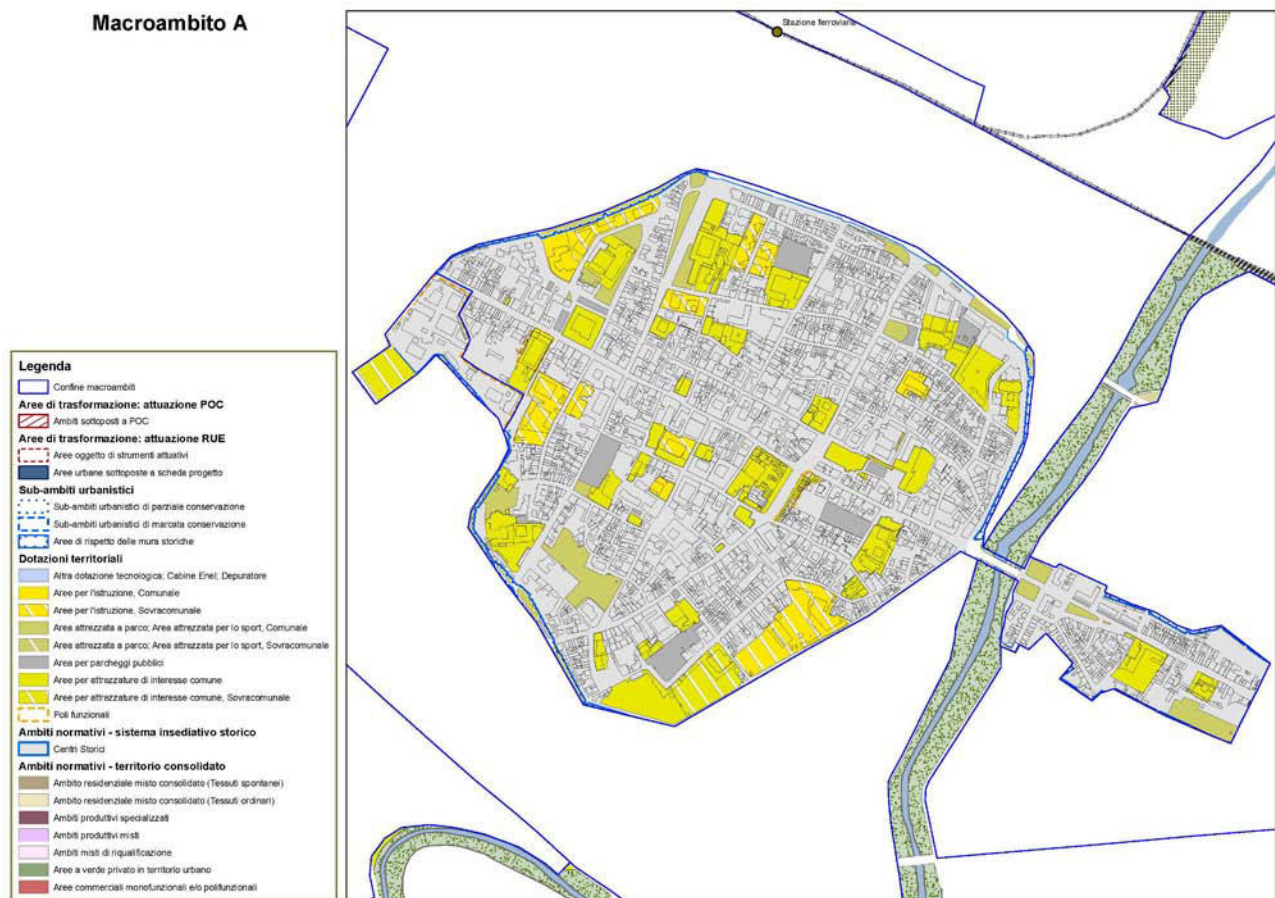 Macroambito A
Stazione ferroviaria
Legenda
Confine macroambiti
Aree di trasformazione: attuazione POC
Ambiti sottoposti a POC
Aree di trasformazione: attuazione RUE
Aree oggetto di strumenti attuativi
Aree urbane sottoposte a scheda progetto
Sub-ambiti urbanistici
Sub-ambiti urbanistici di parziale conservazione
Sub-ambiti urbanistici di marcata conservazione
Aree di rispetto delle mura storiche
Dotazioni territoriali
Altra dotazione tecnologica; Cabine Enel; Depuratore
Aree per l'istruzione, Comunale
Aree per l'istruzione, Sovracomunale
Area attrezzata a parco; Area attrezzata per lo sport, Comunale
Area attrezzata a parco; Area attrezzata per lo sport, Sovracomunale
Area per parcheggi pubblici
Aree per attrezzature di interesse comune
Aree per attrezzature di interesse comune, Sovracomunale
Poli funzionali
Ambiti normativi - sistema insediativo storico
Centri Storici
Ambiti normativi - territorio consolidato
Ambito residenziale misto consolidato (Tessuti spontanei)
Ambito residenziale misto consolidato (Tessuti ordinari)
Ambiti produttivi specializzati
Ambiti produttivi misti
Ambiti misti di riqualificazione
Aree a verde privato in territorio urbano
Aree commerciali monofunzionali e/o polifunzionali